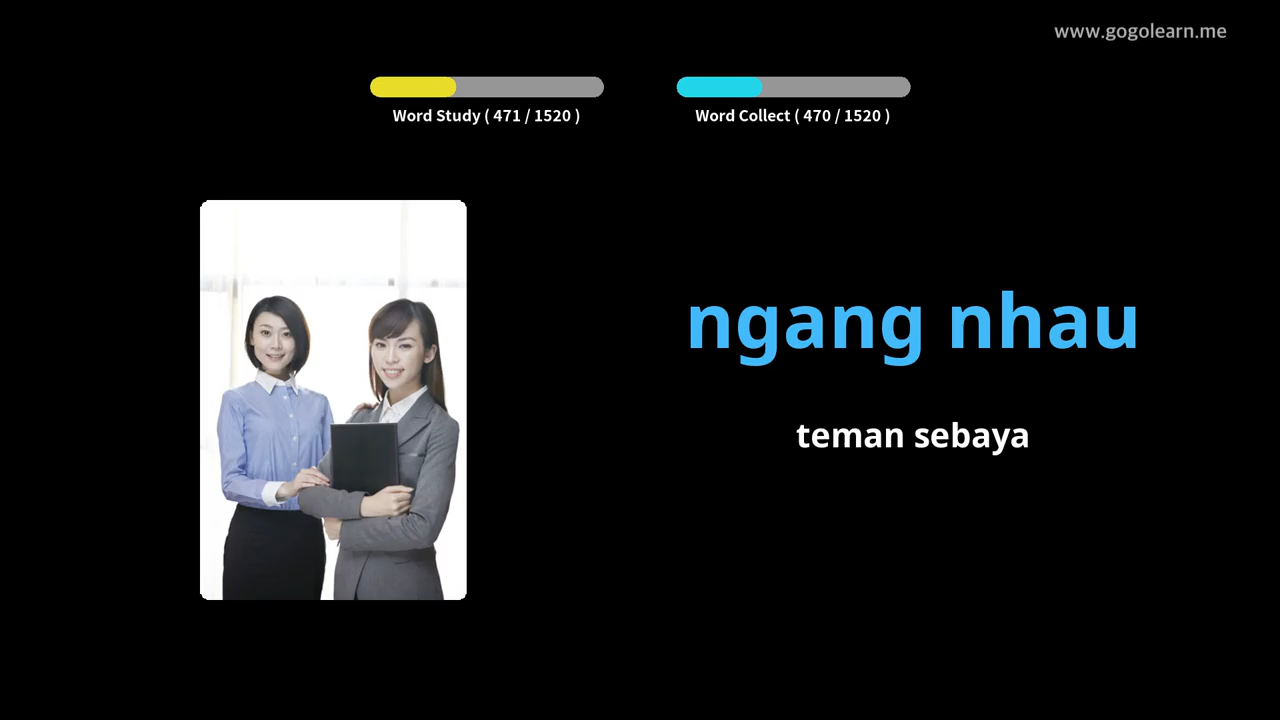 www.gogolearn.me
Word Study ( 471 / 1520 )
Word Collect ( 470 / 1520 )
ngang nhau
teman sebaya